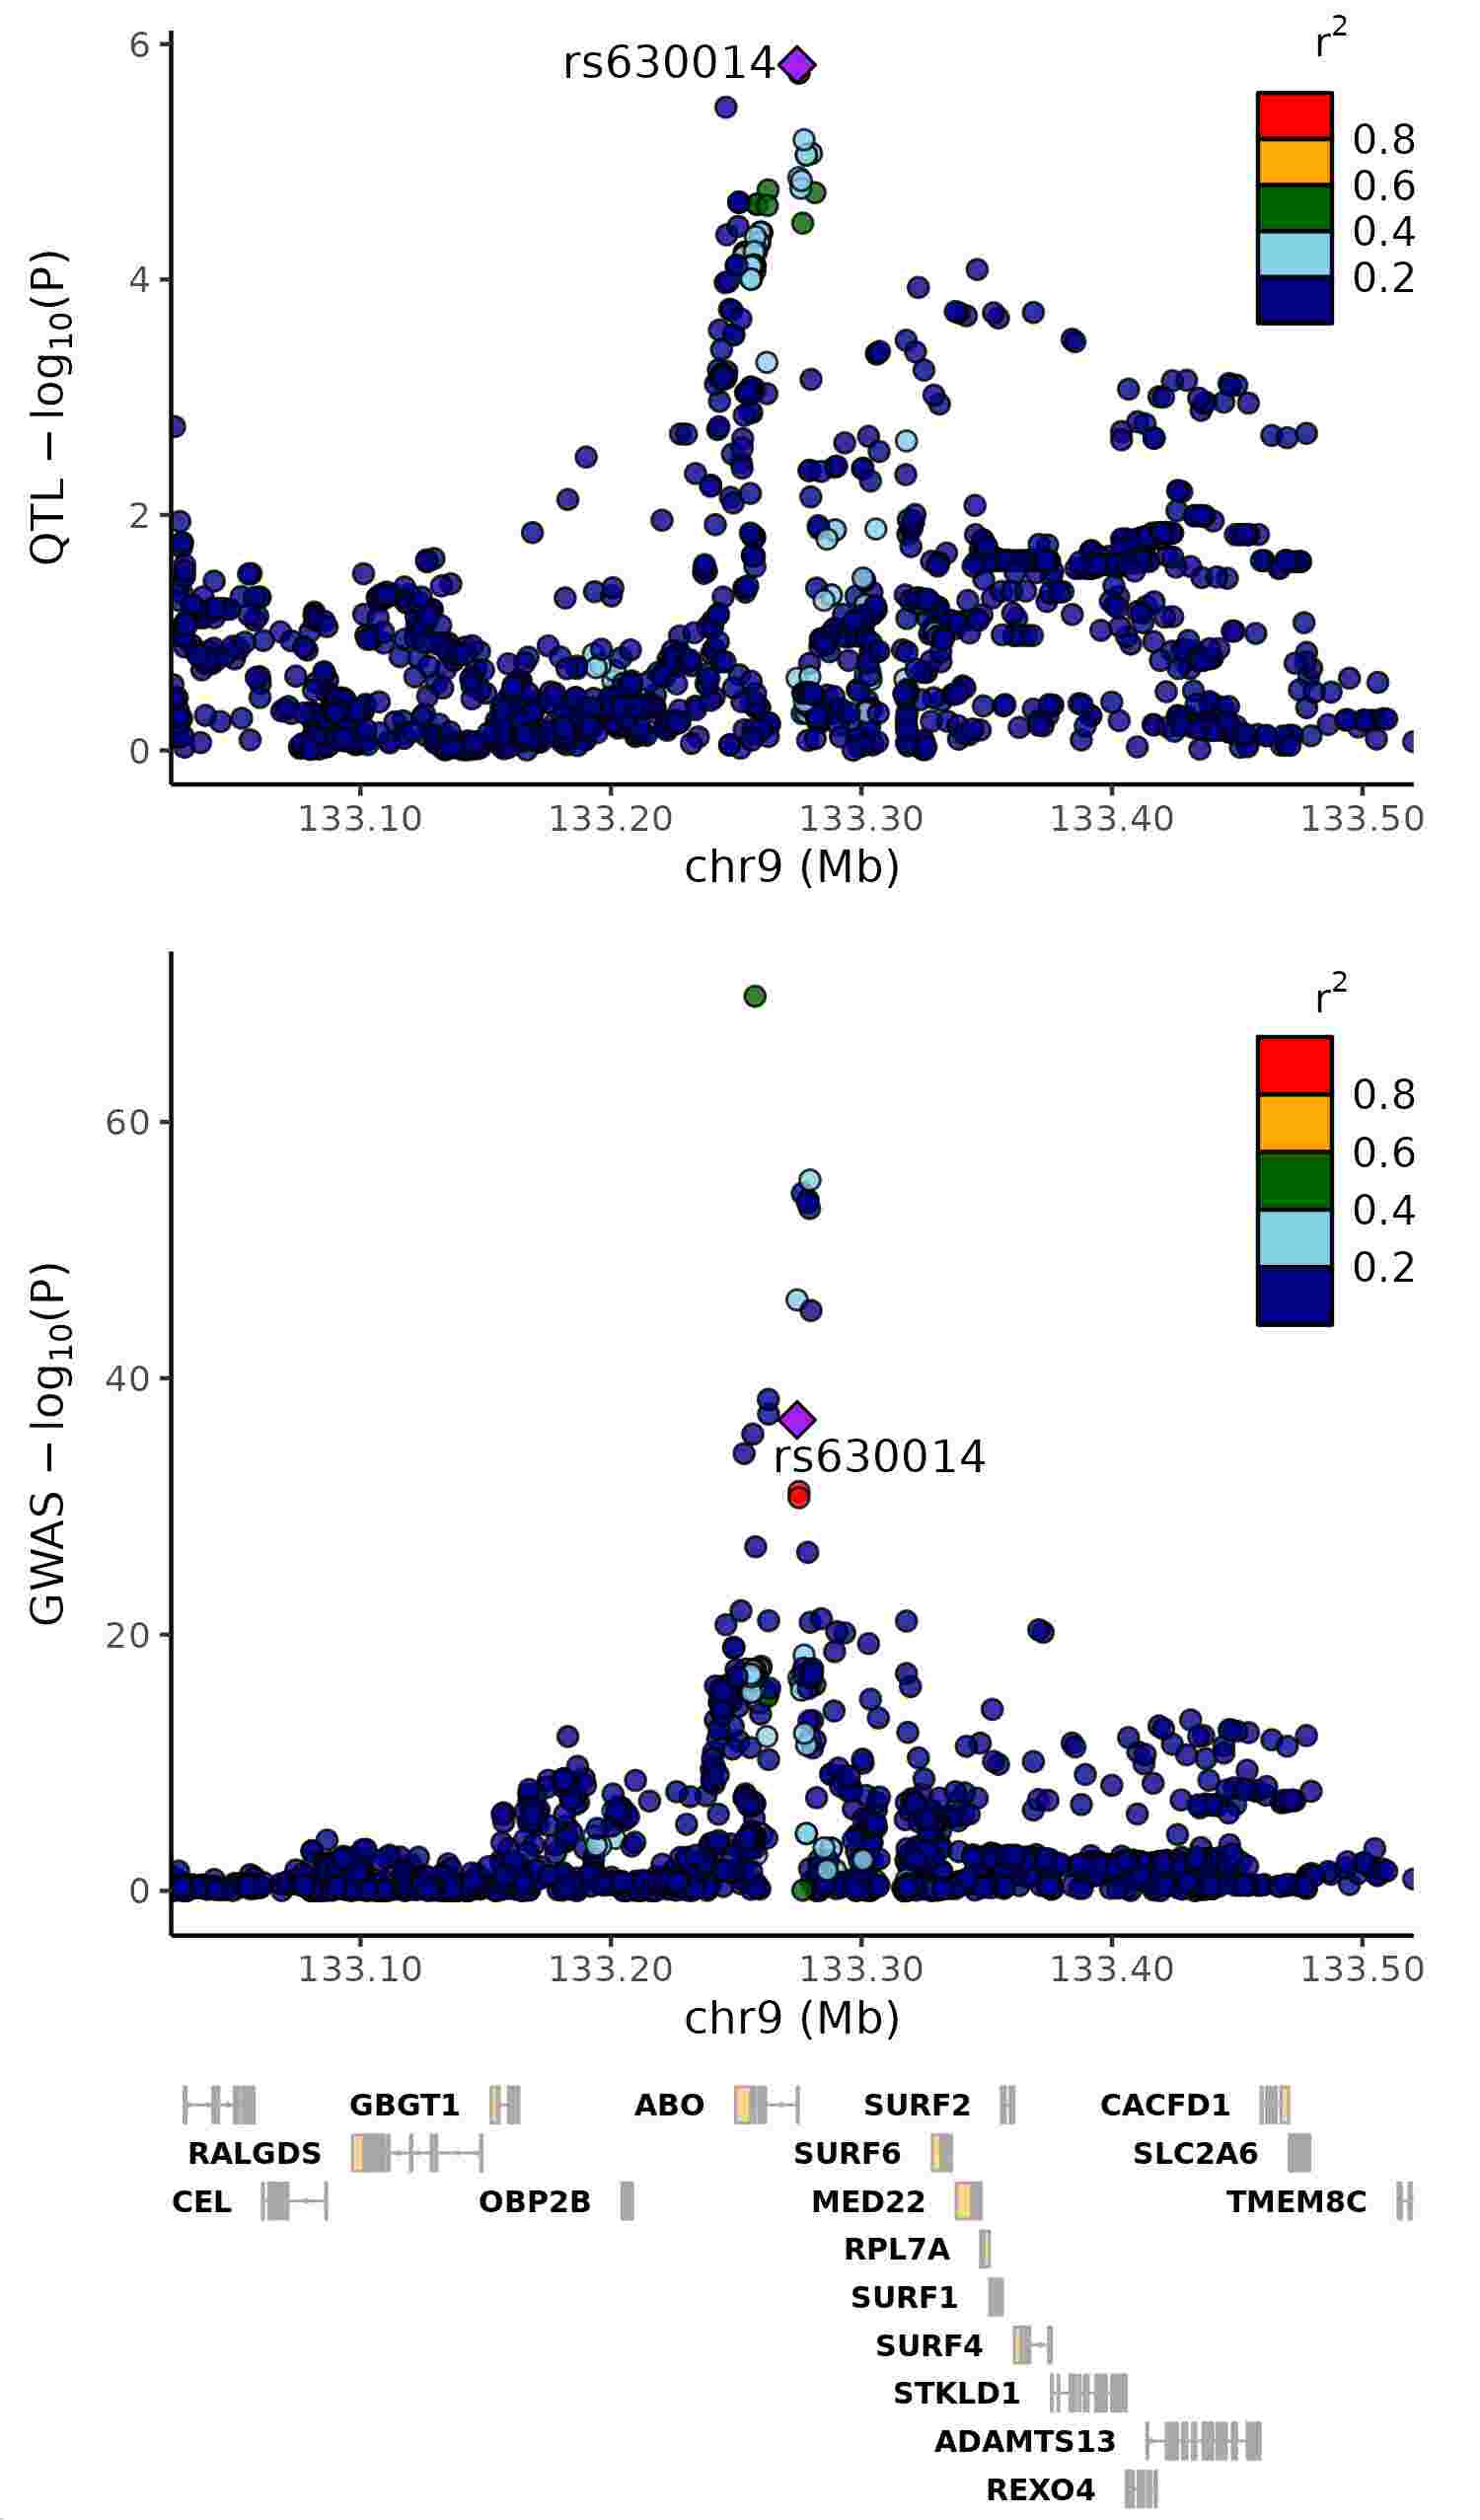 r2
6
rs630014
0.8
0.6
0.4
0.2
4
2
0
QTL −log10(P)
133.10 133.20 133.30 133.40 133.50
chr9 (Mb)
r2
0.8
0.6
0.4
0.2
60
40
rs630014
20
0
GWAS −log10(P)
133.10 133.20 133.30 133.40 133.50
chr9 (Mb)
GBGT1 ABO SURF2 CACFD1
RALGDS SURF6 SLC2A6
CEL OBP2B MED22 TMEM8C
RPL7A
SURF1
SURF4
STKLD1
ADAMTS13
REXO4